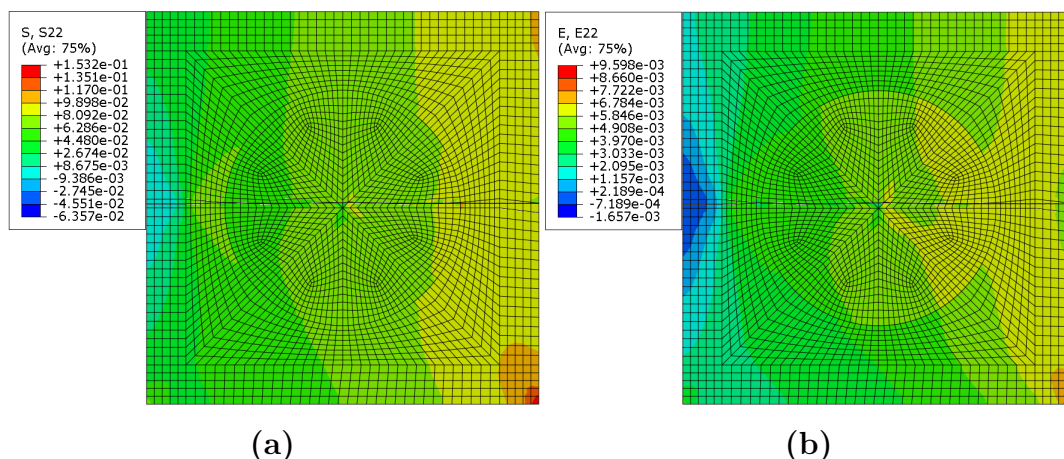 S, S22
(Avg: 75%)
+1.532e-01
+1.351e-01
+1.170e-01
+9.898e-02
+8.092e-02
+6.286e-02
+4.480e-02
+2.674e-02
+8.675e-03
-9.386e-03
-2.745e-02
-4.551e-02
-6.357e-02
E, E22
(Avg: 75%)
+9.598e-03
+8.660e-03
+7.722e-03
+6.784e-03
+5.846e-03
+4.908e-03
+3.970e-03
+3.033e-03
+2.095e-03
+1.157e-03
+2.189e-04
-7.189e-04
-1.657e-03
(a)
(b)